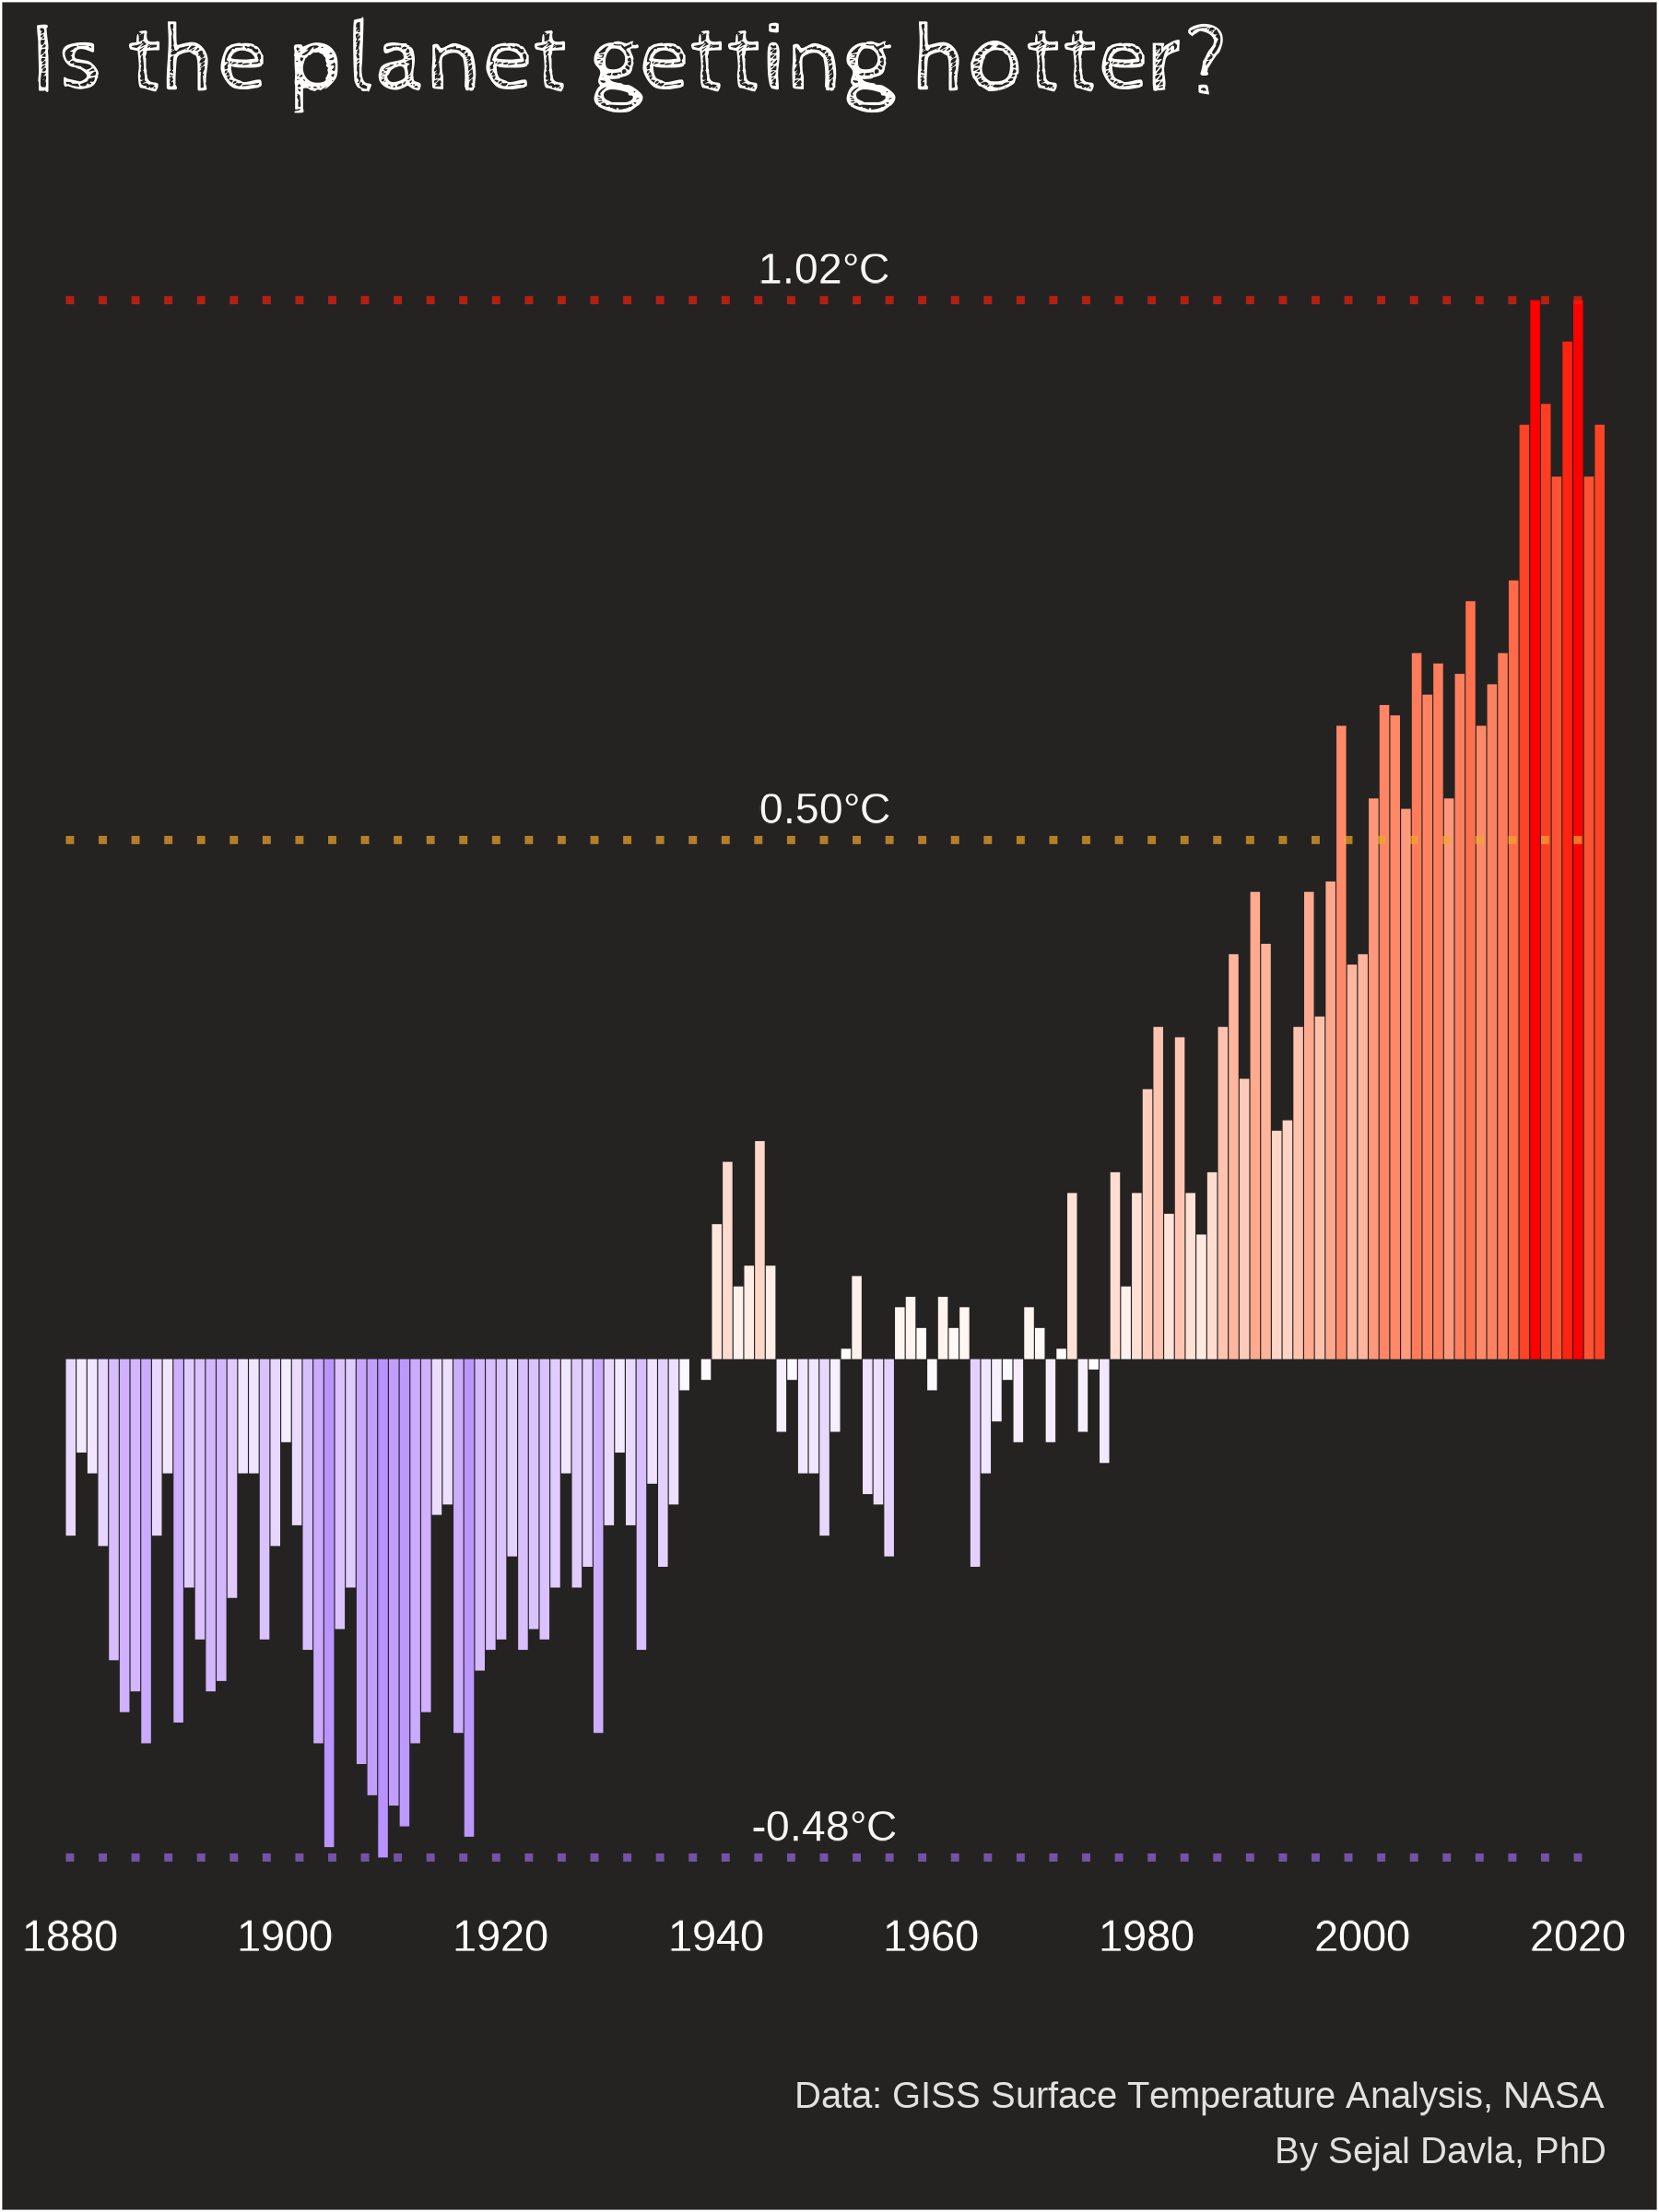 Is the planet getting hotter?
1.02°C
0.50°C
-0.48°C
1880 1900 1920 1940 1960 1980 2000 2020
Data: GISS Surface Temperature Analysis, NASA
By Sejal Davla, PhD